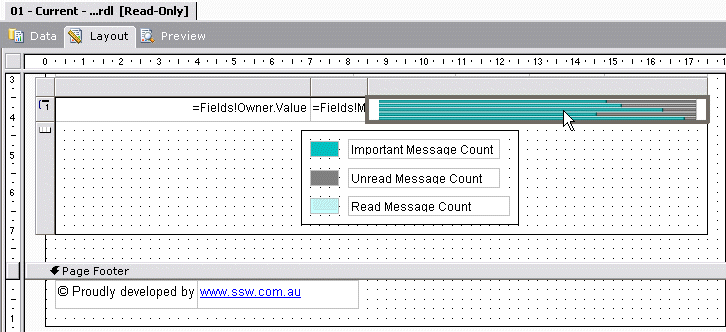 01 - Current - ...rdl [Read-Only]
Data Layout Preview
0 1 2 3 4 5 6 7 8 9 10 11 12 13 14 15 16 17 18
3
=Fields!Owner.Value =Fields!M
1
4
Important Message Count
5
Unread Message Count
6
Read Message Count
7
Page Footer
© Proudly developed by www.ssw.com.au
1